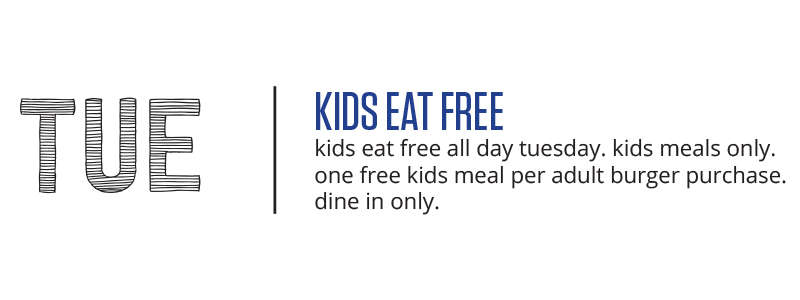 TUE
KIDS EAT FREE
kids eat free all day tuesday. kids meals only.
one free kids meal per adult burger purchase.
dine in only.